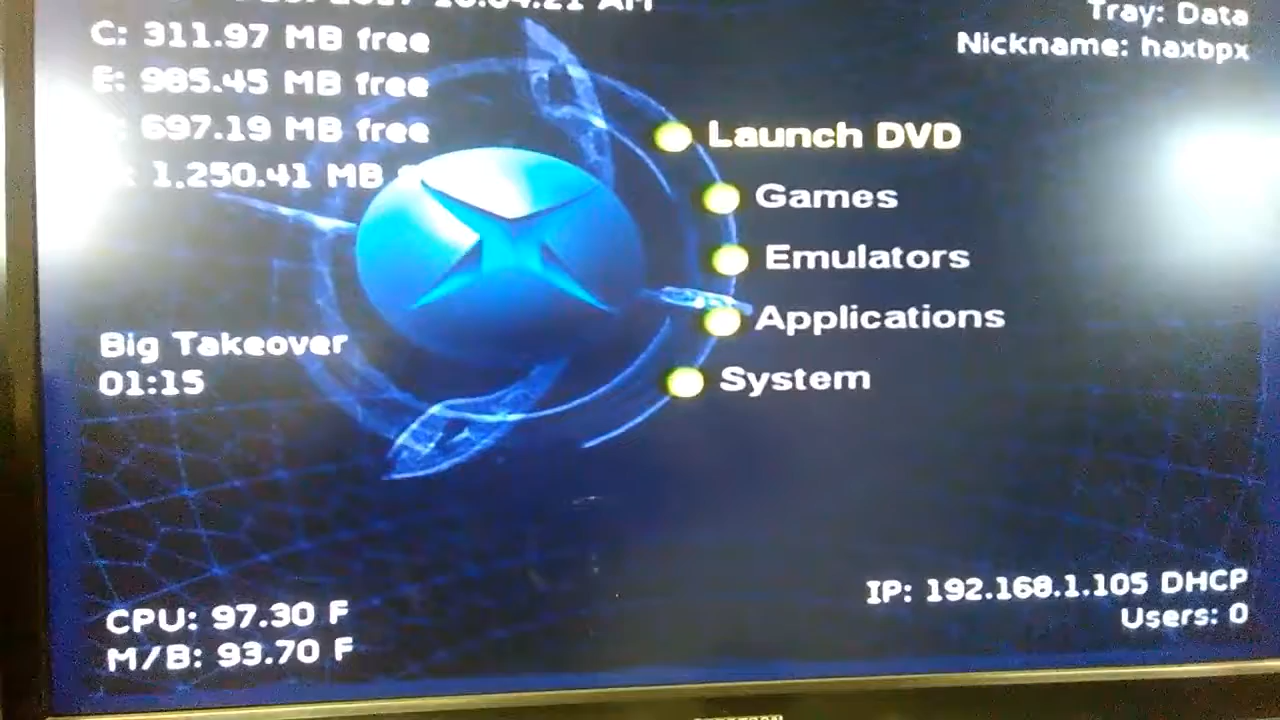 Tray: Data
C: 311.97 MB free
Nickname: haxbpx
E: 985.45 MB free
697.19 MB free
1,250.41 MB
Launch DVD
Games
Emulators
Applications
System
Big Takeover
01:15
CPU: 97.30 F
M/B: 93.70 F
IP: 192.168.1.105 DHCP
Users: 0